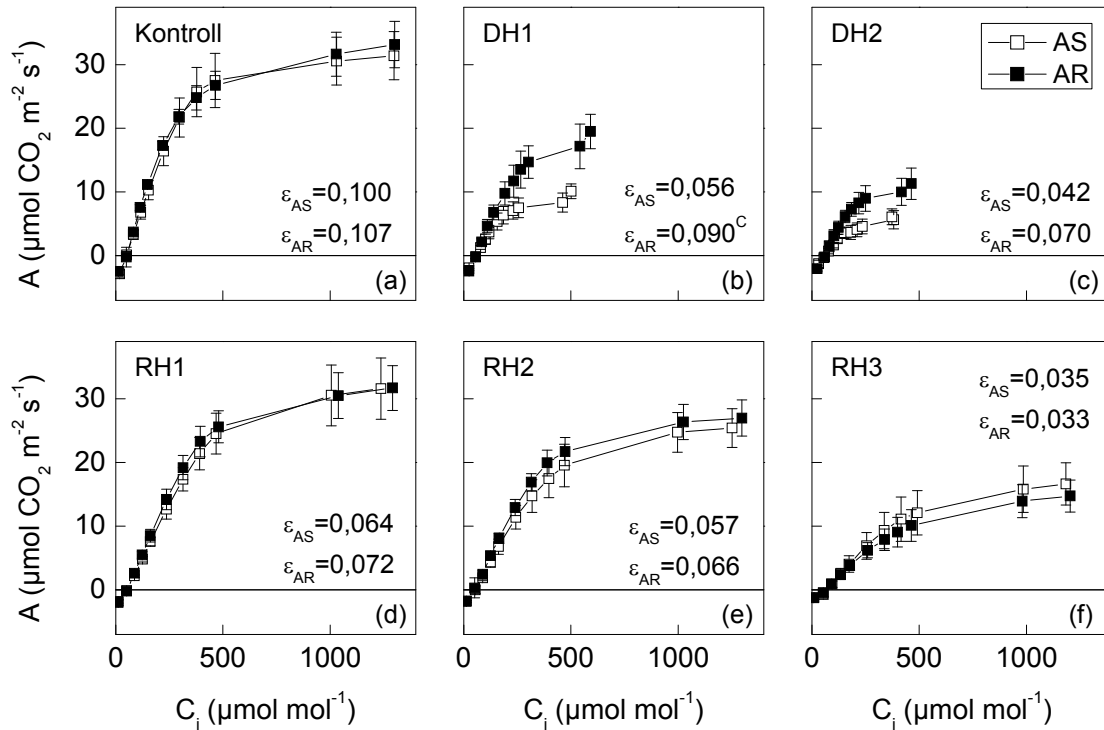 A (µmol CO₂ m⁻² s⁻¹)
30
20
10
0
Kontroll
ε_AS=0,100
ε_AR=0,107
(a)
DH1
ε_AS=0,056
ε_AR=0,090ᶜ
(b)
DH2
AS
AR
ε_AS=0,042
ε_AR=0,070
(c)
A (µmol CO₂ m⁻² s⁻¹)
30
20
10
0
RH1
ε_AS=0,064
ε_AR=0,072
(d)
RH2
ε_AS=0,057
ε_AR=0,066
(e)
RH3
ε_AS=0,035
ε_AR=0,033
(f)
0 500 1000
0 500 1000
0 500 1000
C_i (µmol mol⁻¹)
C_i (µmol mol⁻¹)
C_i (µmol mol⁻¹)